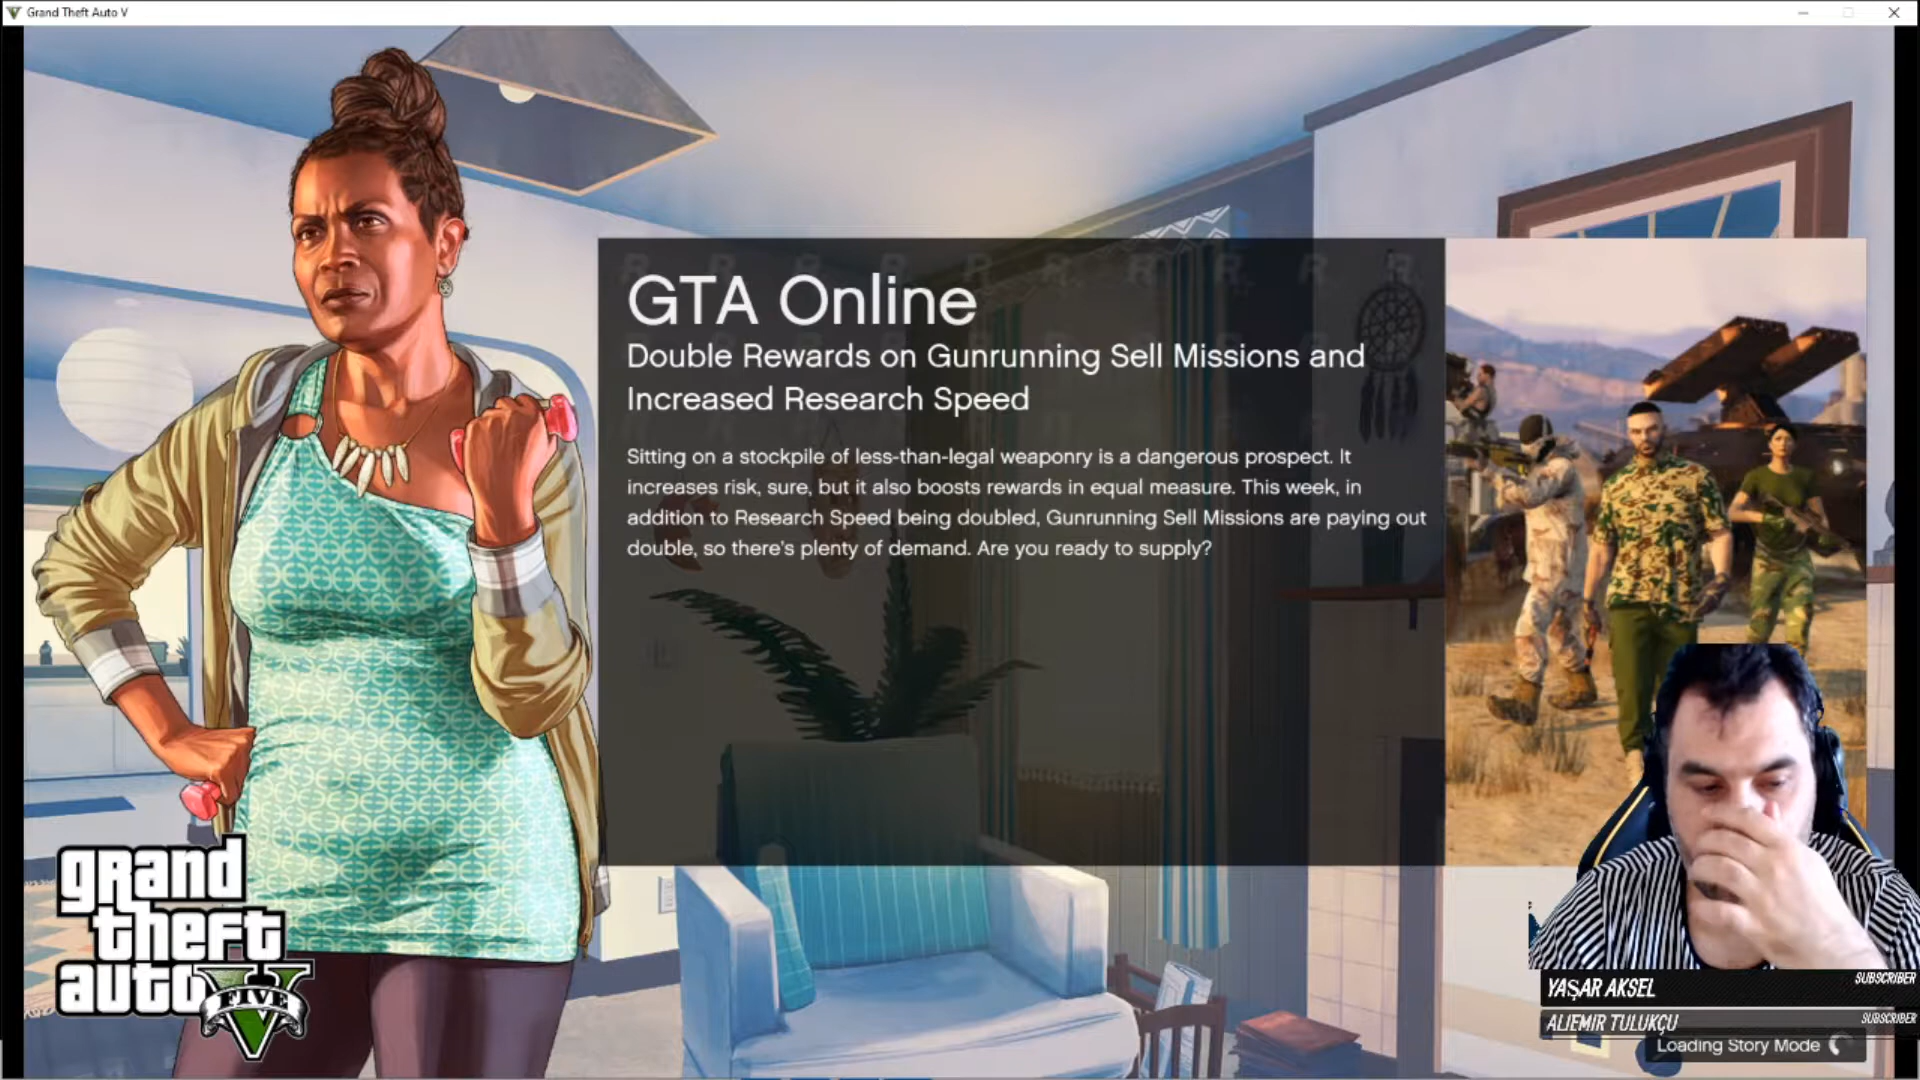 Grand Theft Auto V
GTA Online
Double Rewards on Gunrunning Sell Missions and
Increased Research Speed
Sitting on a stockpile of less-than-legal weaponry is a dangerous prospect. It
increases risk, sure, but it also boosts rewards in equal measure. This week, in
addition to Research Speed being doubled, Gunrunning Sell Missions are paying out
double, so there's plenty of demand. Are you ready to supply?
grand
theft
auto V
FIVE
YAŞAR AKSEL SUBSCRIBER
ALJEMIR TULUKÇU SUBSCRIBER
Loading Story Mode